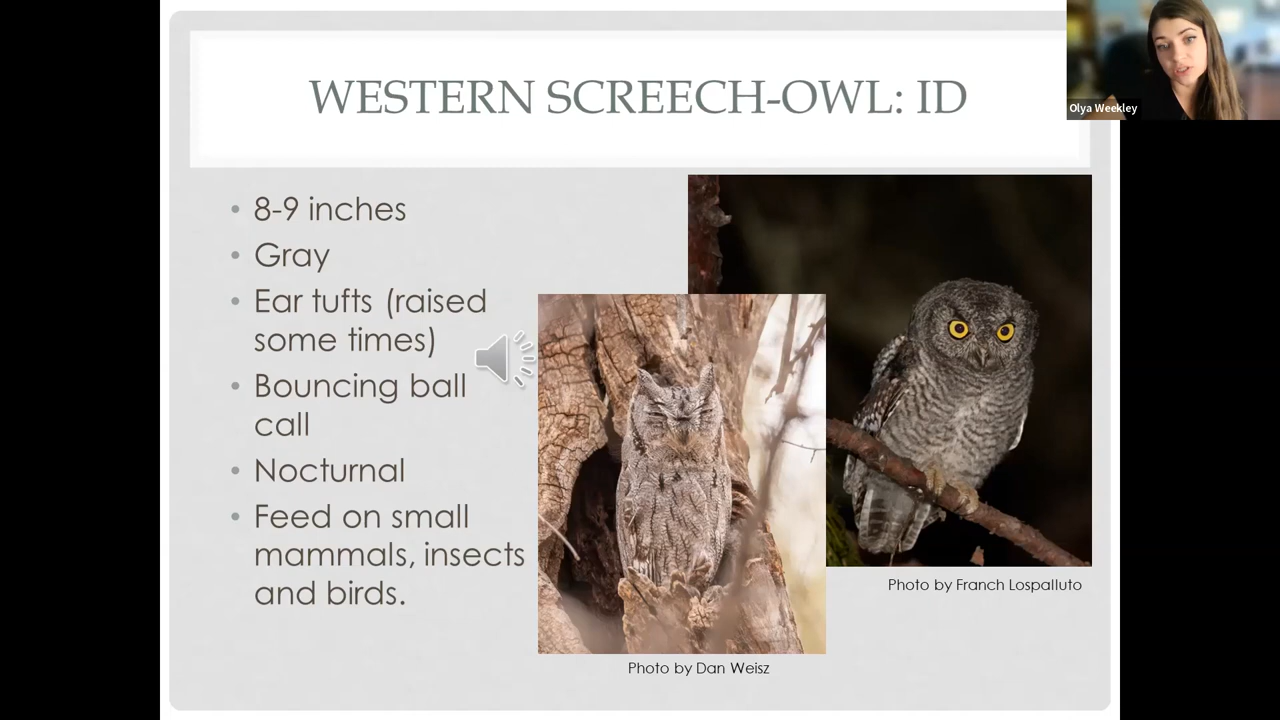 WESTERN SCREECH-OWL: ID
Olya Weekley
• 8-9 inches
• Gray
• Ear tufts (raised
some times)
• Bouncing ball
call
• Nocturnal
• Feed on small
mammals, insects
and birds.
Photo by Franch Lospalluto
Photo by Dan Weisz